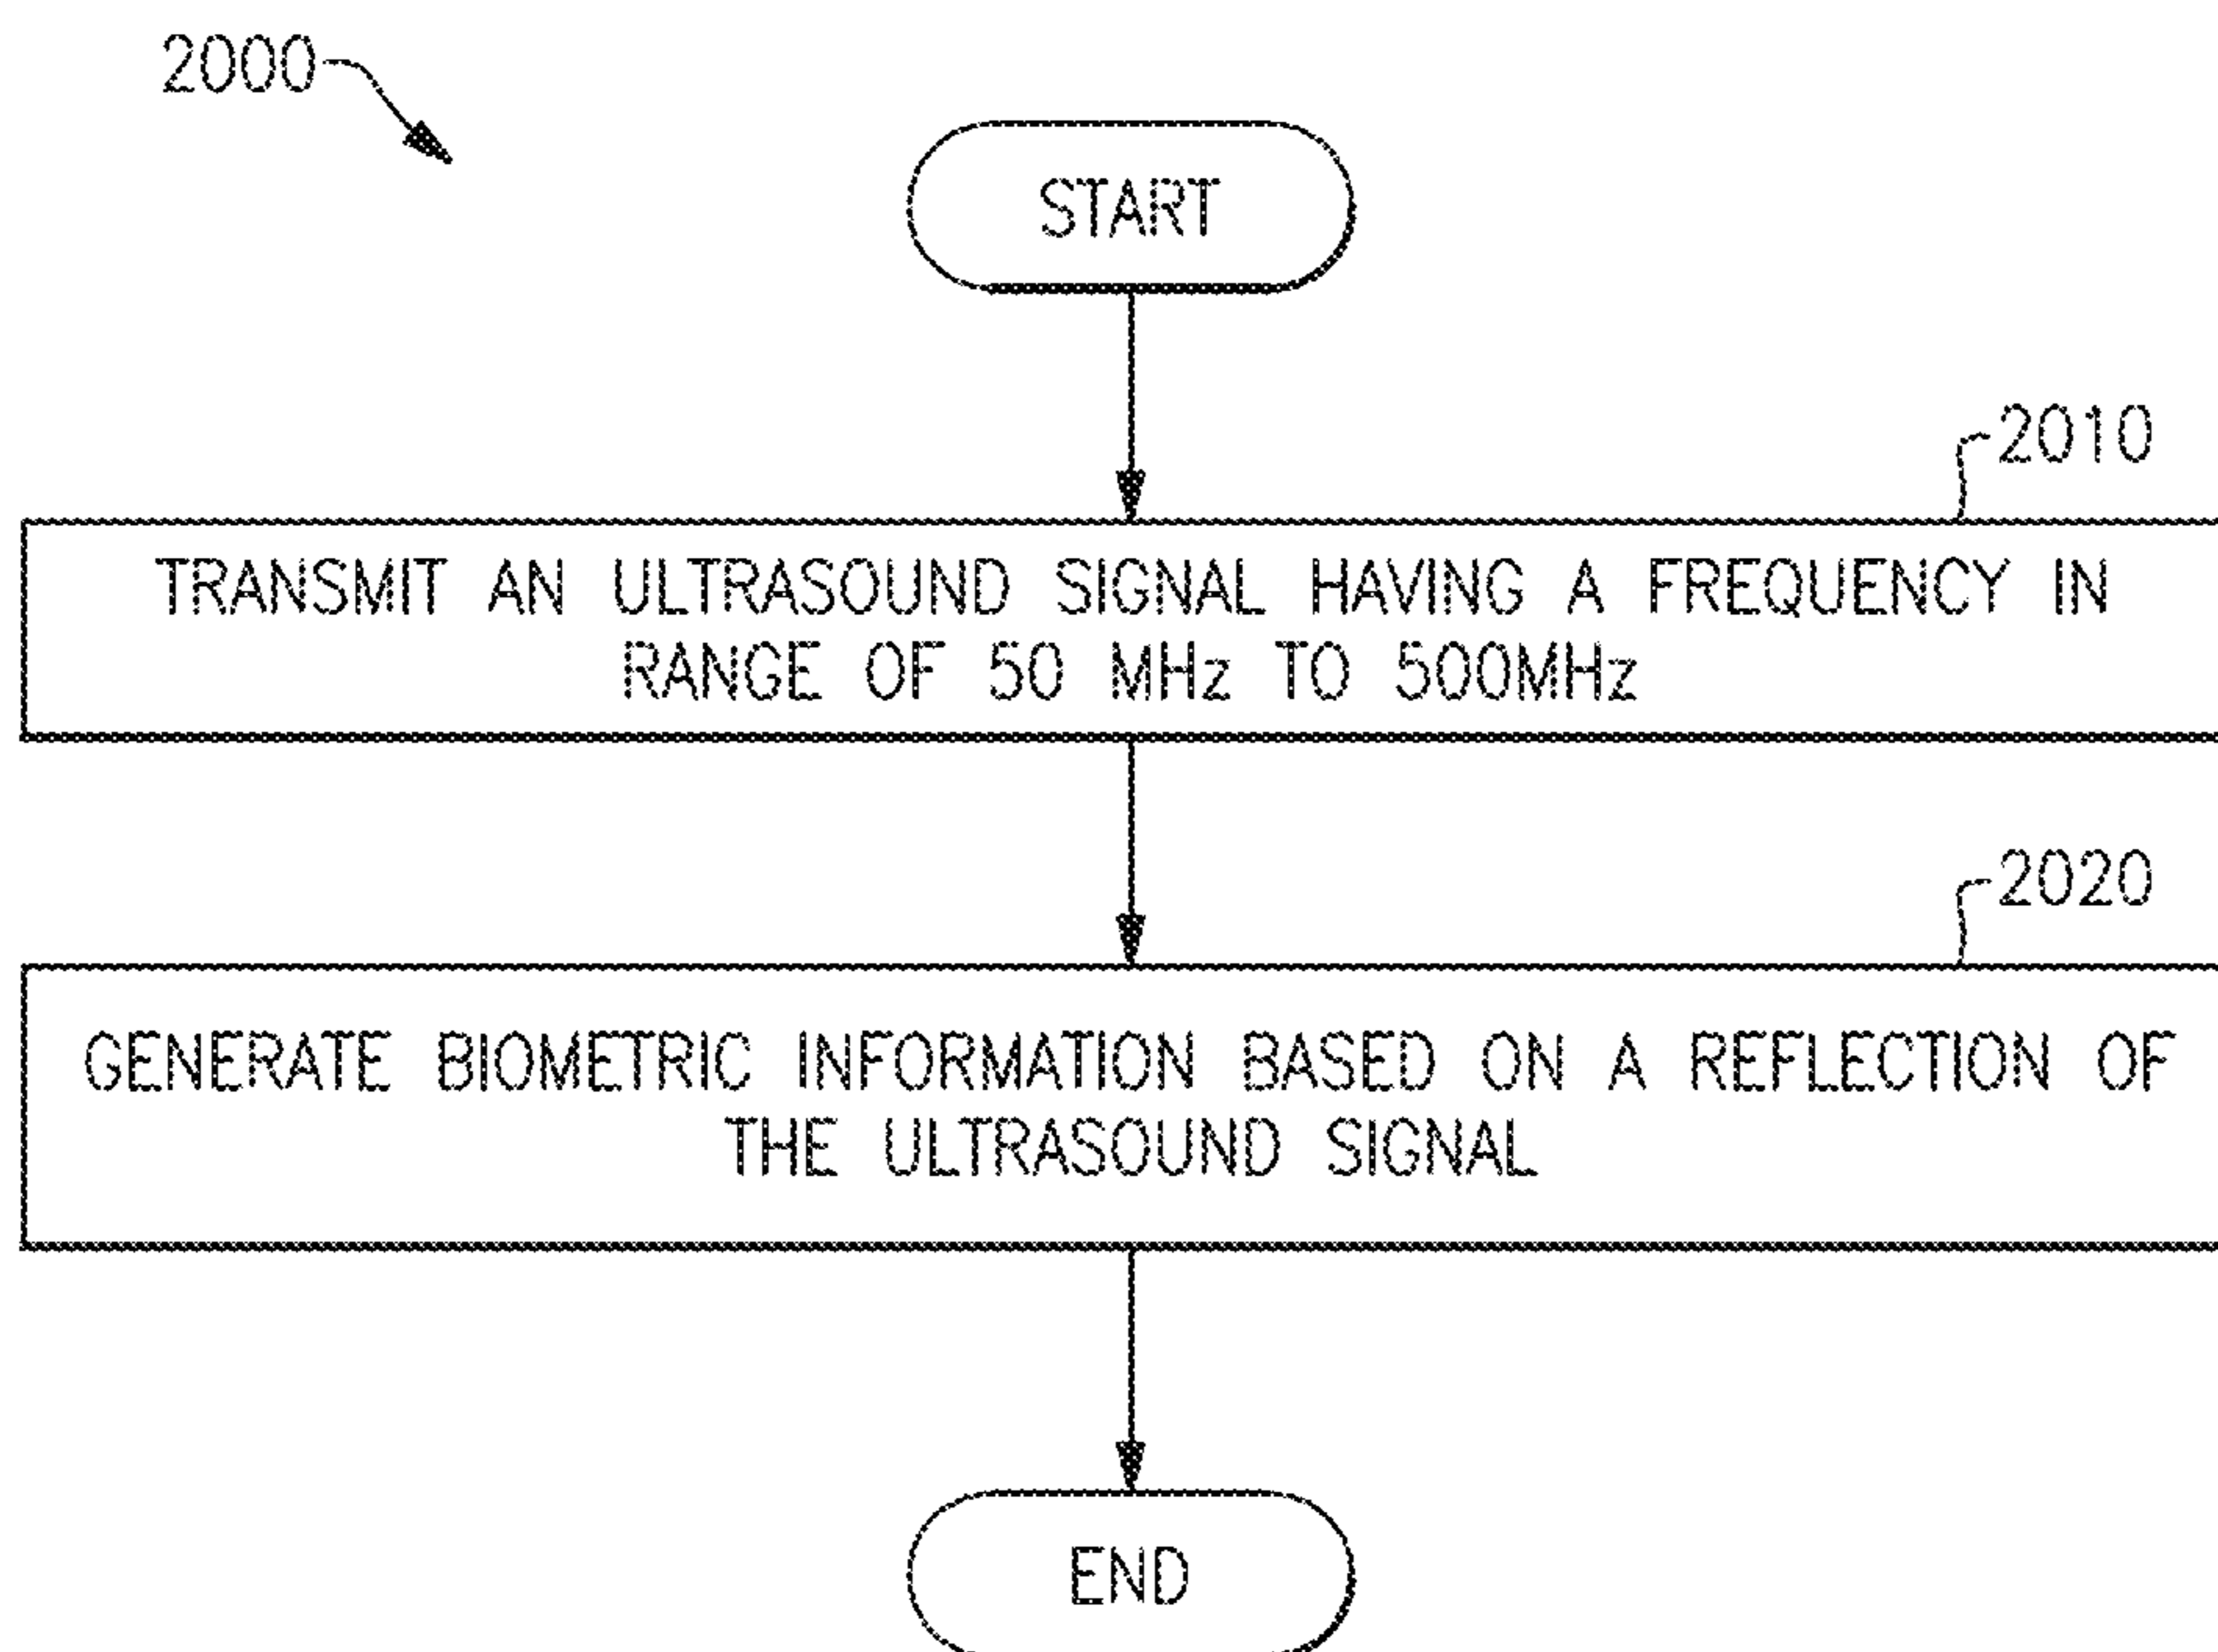 2000
START
2010
TRANSMIT AN ULTRASOUND SIGNAL HAVING A FREQUENCY IN
RANGE OF 50 MHz TO 500MHz
2020
GENERATE BIOMETRIC INFORMATION BASED ON A REFLECTION OF
THE ULTRASOUND SIGNAL
END